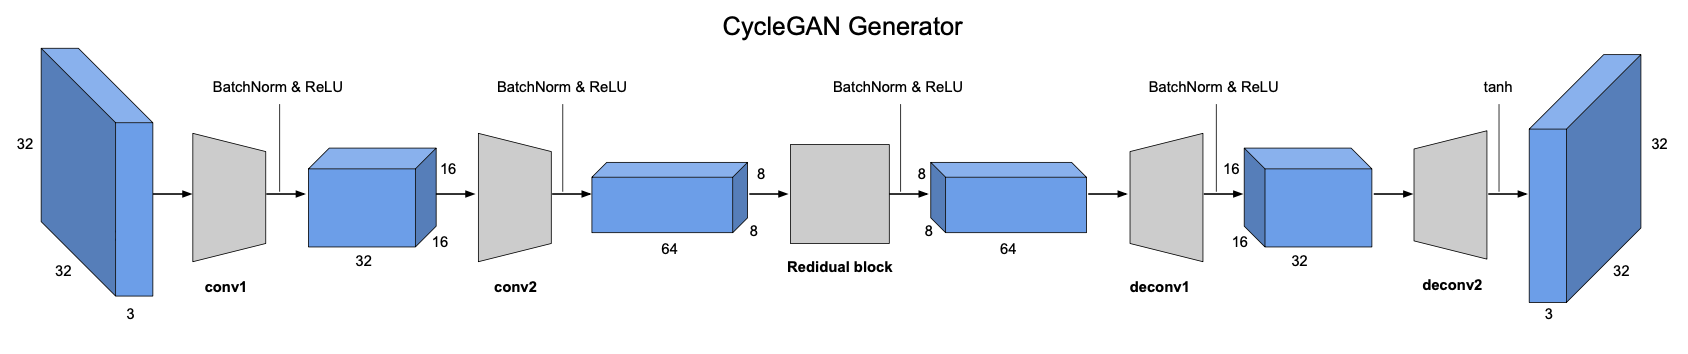 CycleGAN Generator
BatchNorm & ReLU
BatchNorm & ReLU
BatchNorm & ReLU
BatchNorm & ReLU
tanh
32
32
3
conv1
16
16
32
conv2
8
8
64
Redidual block
8
8
64
deconv1
16
16
32
deconv2
32
32
3